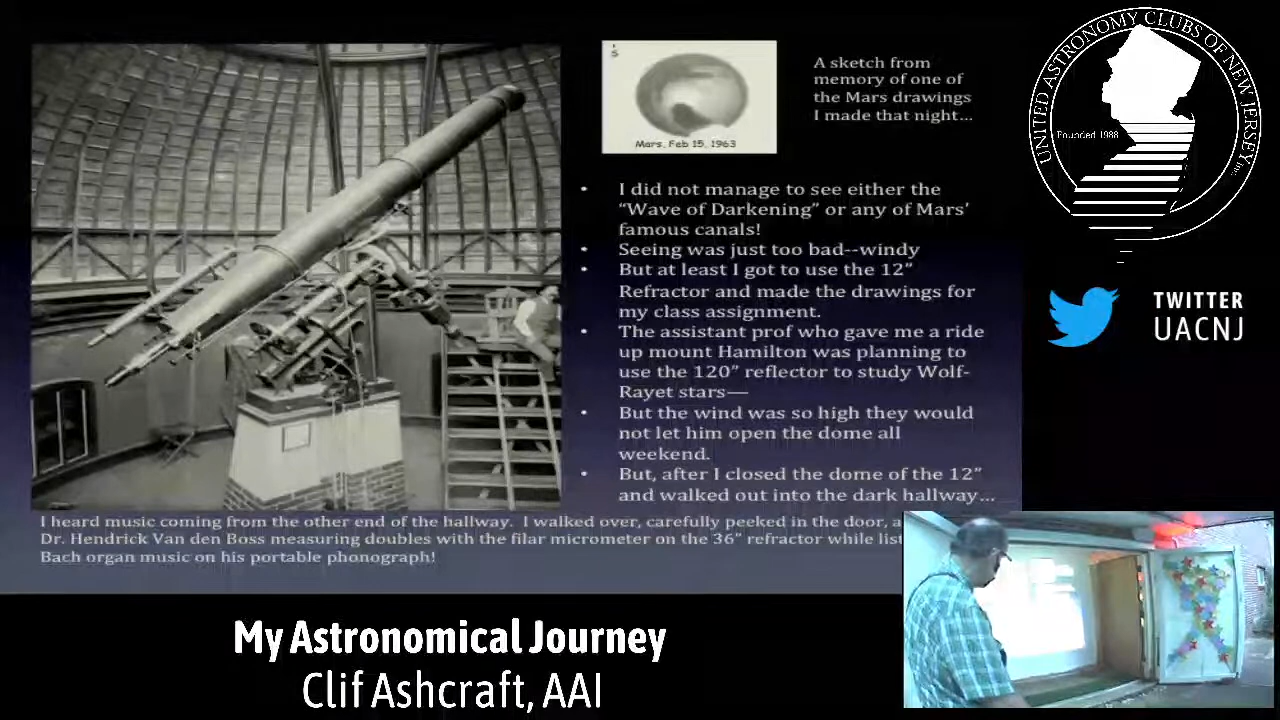 A sketch from
memory of one of
the Mars drawings
I made that night...
Mars, Feb 15, 1963
• I did not manage to see either the
“Wave of Darkening” or any of Mars’
famous canals!
• Seeing was just too bad--windy
• But at least I got to use the 12”
Refractor and made the drawings for
my class assignment.
• The assistant prof who gave me a ride
up mount Hamilton was planning to
use the 120” reflector to study Wolf-
Rayet stars—
• But the wind was so high they would
not let him open the dome all
weekend.
• But, after I closed the dome of the 12”
and walked out into the dark hallway...
I heard music coming from the other end of the hallway. I walked over, carefully peeked in the door,
Dr. Hendrick Van den Boss measuring doubles with the filar micrometer on the 36” refractor while
Bach organ music on his portable phonograph!
UNITED ASTRONOMY CLUBS OF NEW JERSEY, Inc.
Founded 1988
TWITTER
UACNJ
My Astronomical Journey
Clif Ashcraft, AAI